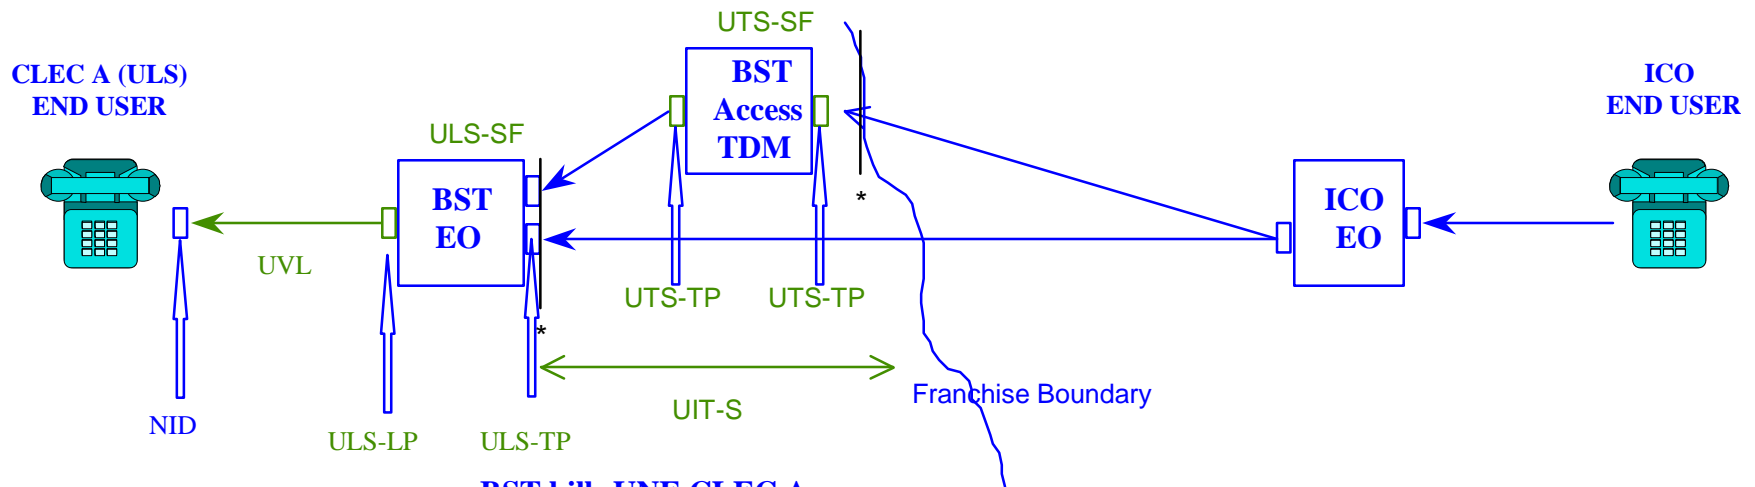 UTS-SF
CLEC A (ULS)
END USER
BST
Access
TDM
ICO
END USER
ULS-SF
BST
EO
*
ICO
EO
UVL
UTS-TP
UTS-TP
*
Franchise Boundary
UIT-S
NID
ULS-LP
ULS-TP